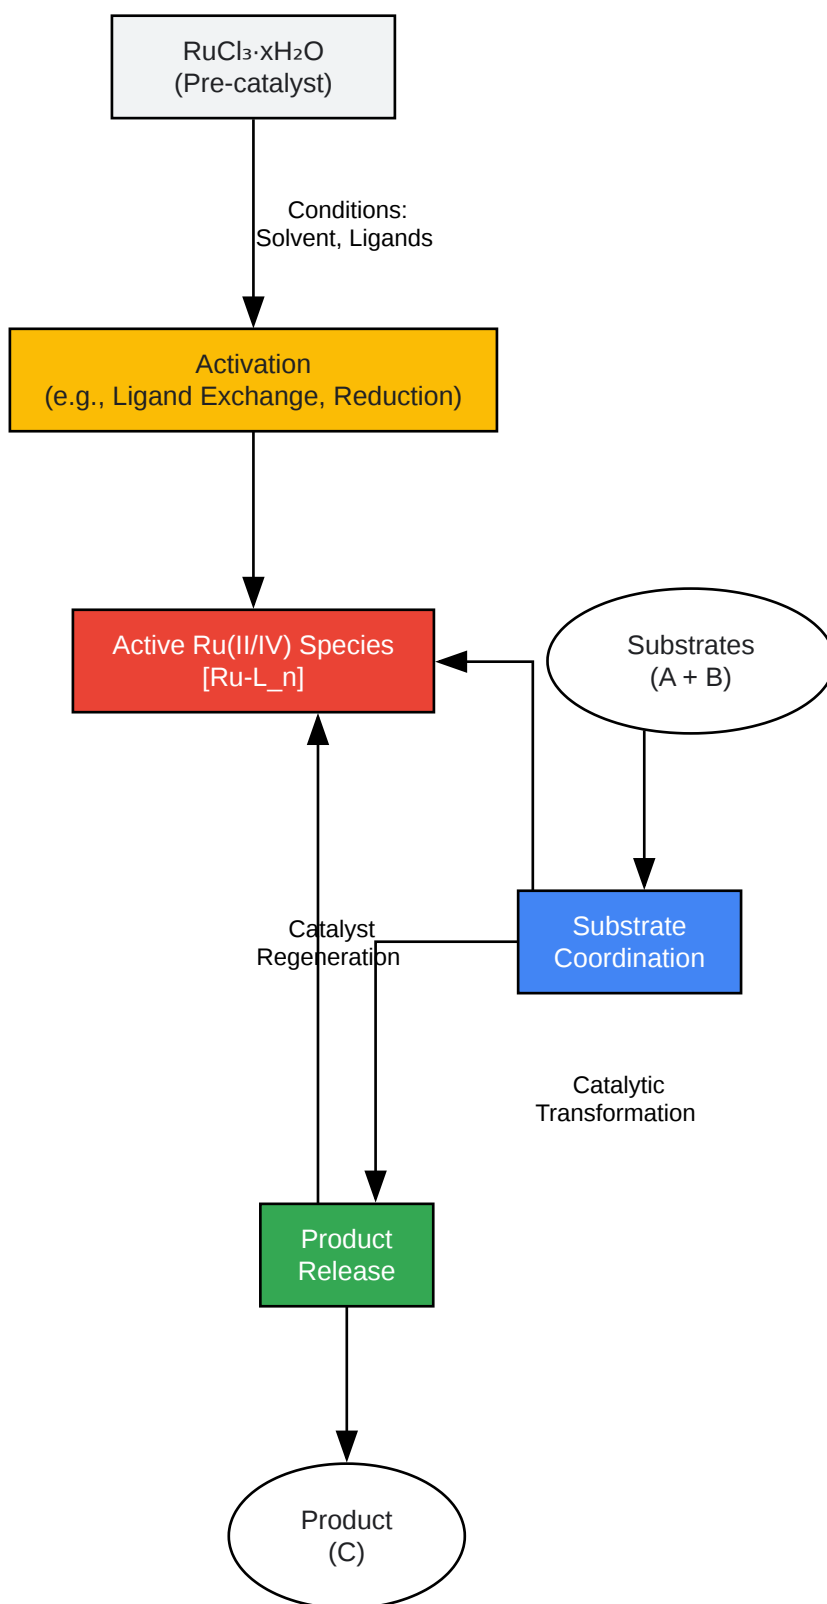 RuCl₃·xH₂O
(Pre-catalyst)
Conditions:
Solvent, Ligands
Activation
(e.g., Ligand Exchange, Reduction)
Active Ru(II/IV) Species
[Ru-L_n]
Substrates
(A + B)
Catalyst
Regeneration
Substrate
Coordination
Catalytic
Transformation
Product
Release
Product
(C)